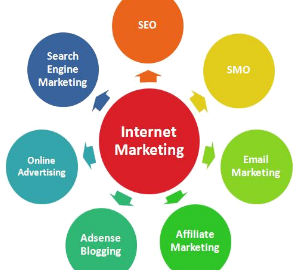 SEO
SMO
Email
Marketing
Affiliate
Marketing
Adsense
Blogging
Online
Advertising
Search
Engine
Marketing
Internet
Marketing